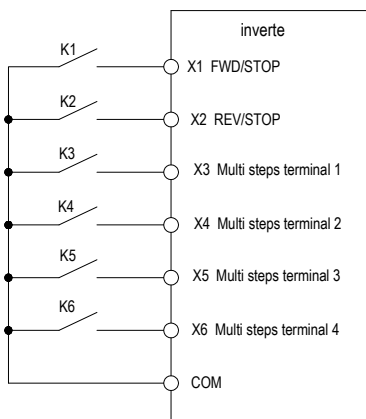 inverte
K1
X1 FWD/STOP
K2
X2 REV/STOP
K3
X3 Multi steps terminal 1
K4
X4 Multi steps terminal 2
K5
X5 Multi steps terminal 3
K6
X6 Multi steps terminal 4
COM